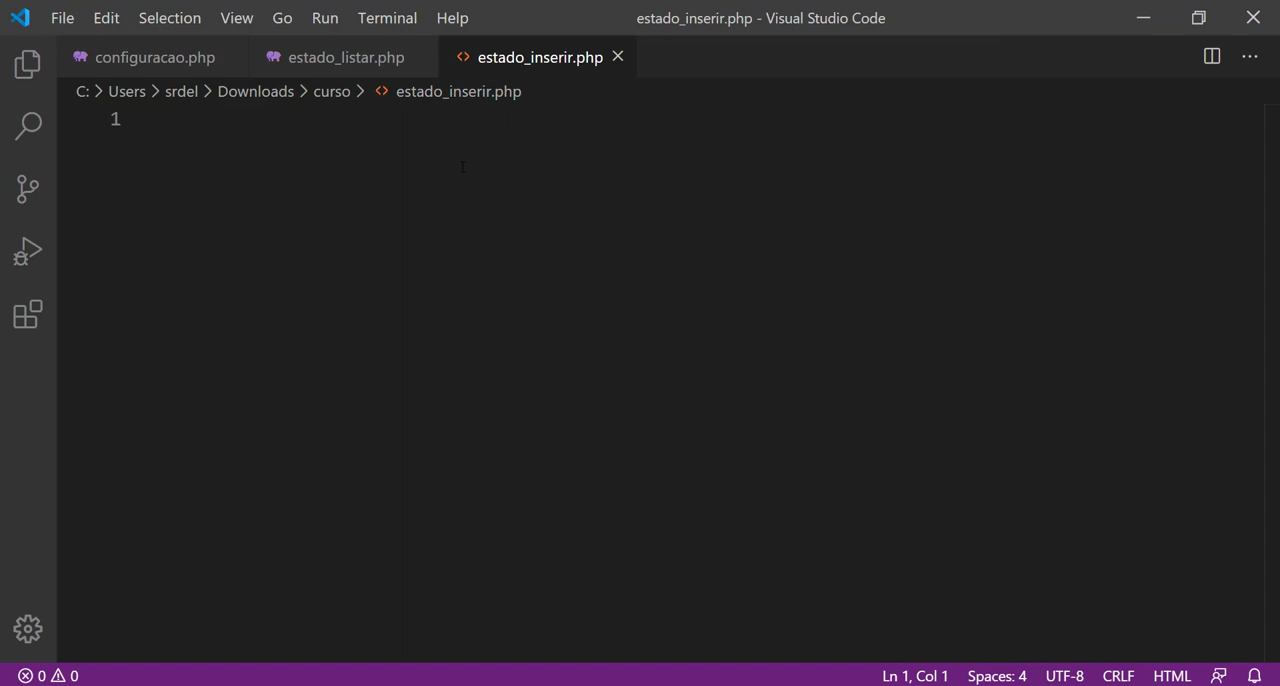 File Edit Selection View Go Run Terminal Help estado_inserir.php - Visual Studio Code
configuracao.php estado_listar.php estado_inserir.php
C: > Users > srdel > Downloads > curso > estado_inserir.php
1
0 0 Ln 1, Col 1 Spaces: 4 UTF-8 CRLF HTML